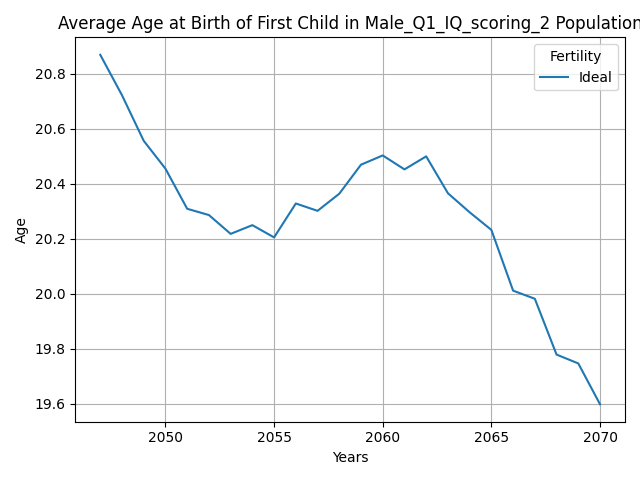 Average Age at Birth of First Child in Male_Q1_IQ_scoring_2 Population
Fertility
Ideal
20.8
20.6
20.4
20.2
20.0
19.8
19.6
Age
2050 2055 2060 2065 2070
Years